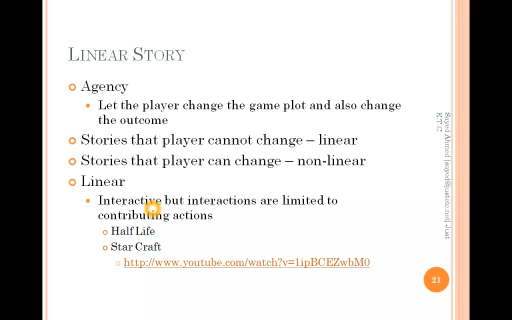 LINEAR STORY
Agency
Let the player change the game plot and also change
the outcome
Stories that player cannot change – linear
Stories that player can change – non-linear
Linear
Interactive but interactions are limited to
contributing actions
Half Life
Star Craft
http://www.youtube.com/watch?v=1ipBCEZwbM0
21